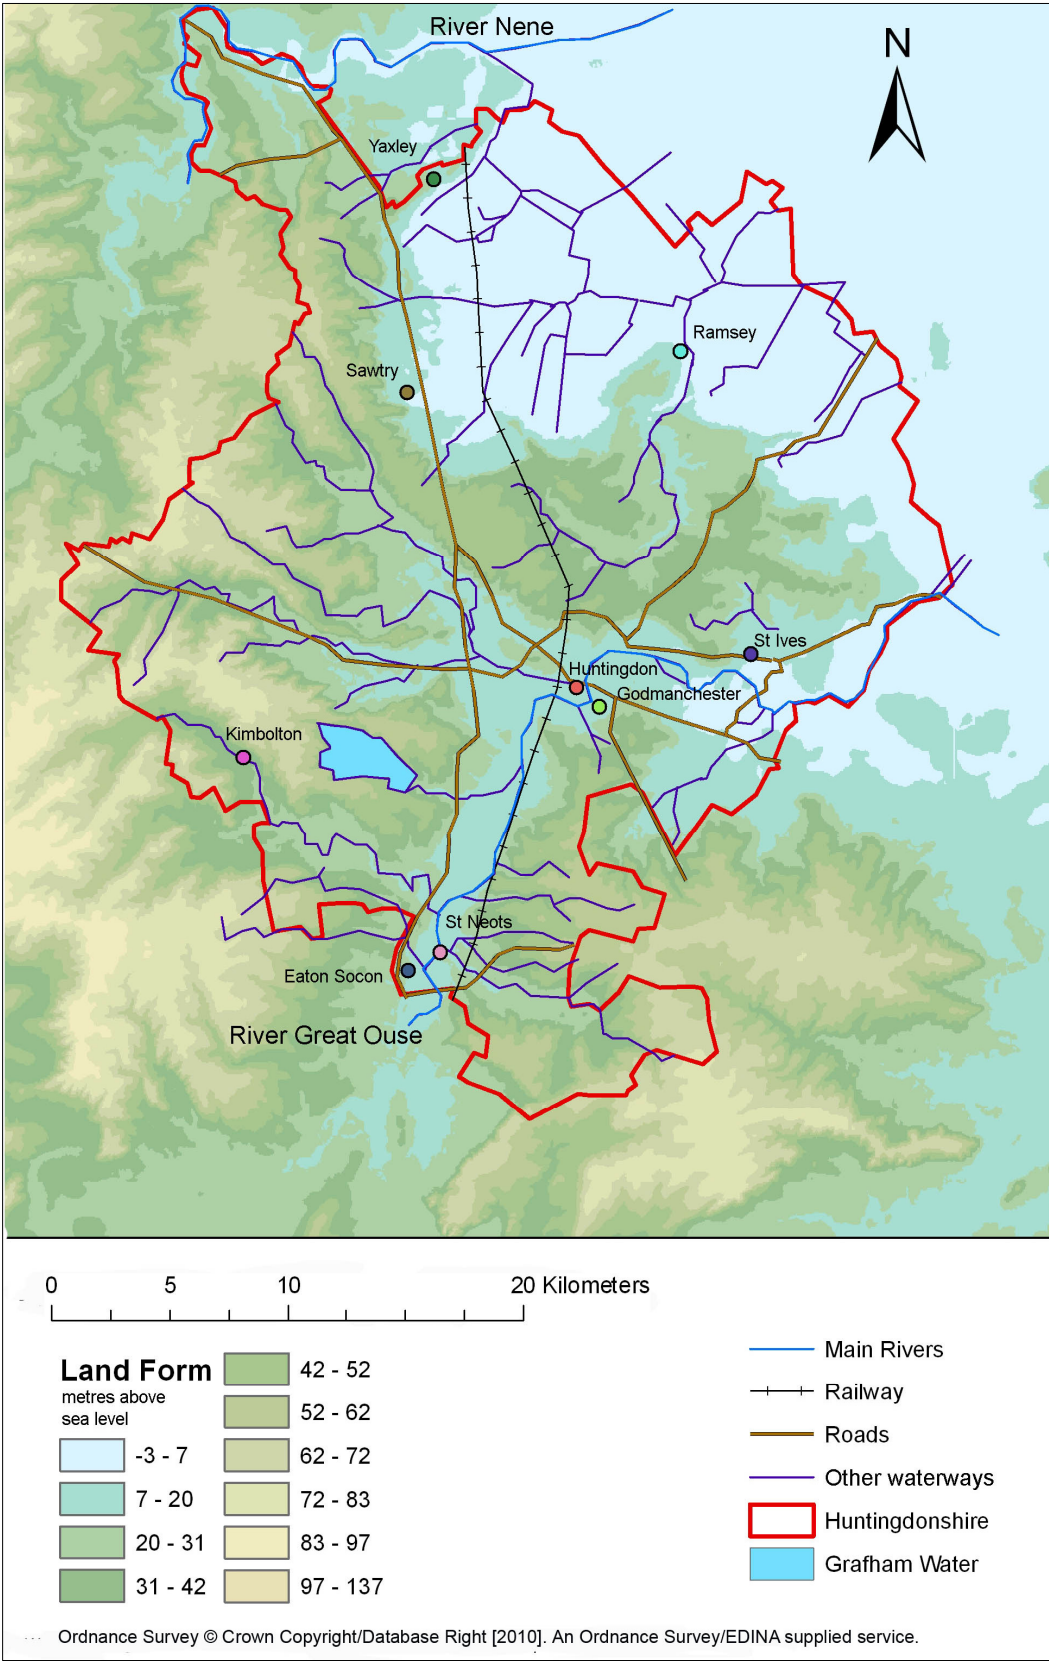 River Nene
N
Yaxley
Ramsey
Sawtry
St Ives
Huntingdon
Godmanchester
Kimbolton
St Neots
Eaton Socon
River Great Ouse
0 5 10 20 Kilometers
Land Form
metres above
sea level
-3 - 7
7 - 20
20 - 31
31 - 42
42 - 52
52 - 62
62 - 72
72 - 83
83 - 97
97 - 137
Main Rivers
Railway
Roads
Other waterways
Huntingdonshire
Grafham Water
Ordnance Survey © Crown Copyright/Database Right [2010]. An Ordnance Survey/EDINA supplied service.